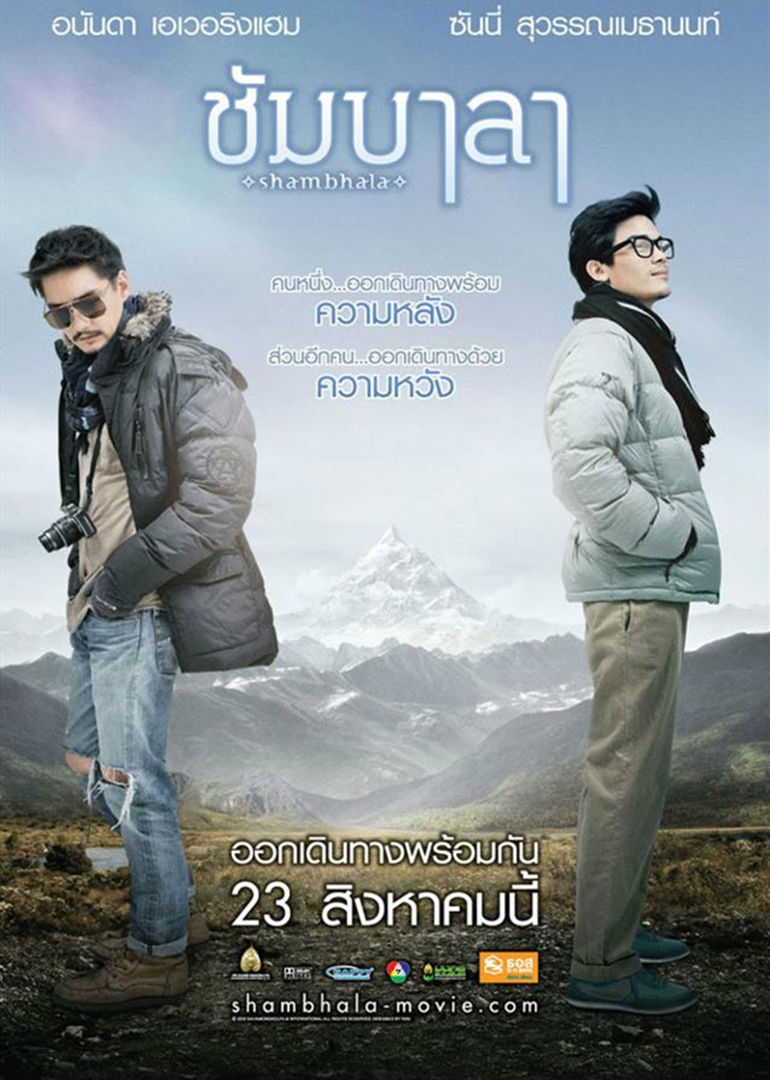 อนันดา เอเวอริงแฮม
ซันนี่ สุวรรณเมธานนท์
ชัมบาลา
shambhala
คนหนึ่ง...ออกเดินทางพร้อม
ความหลัง
ส่วนอีกคน...ออกเดินทางด้วย
ความหวัง
ออกเดินทางพร้อมกัน
23 สิงหาคมนี้
ธอส
shambhala-movie.com